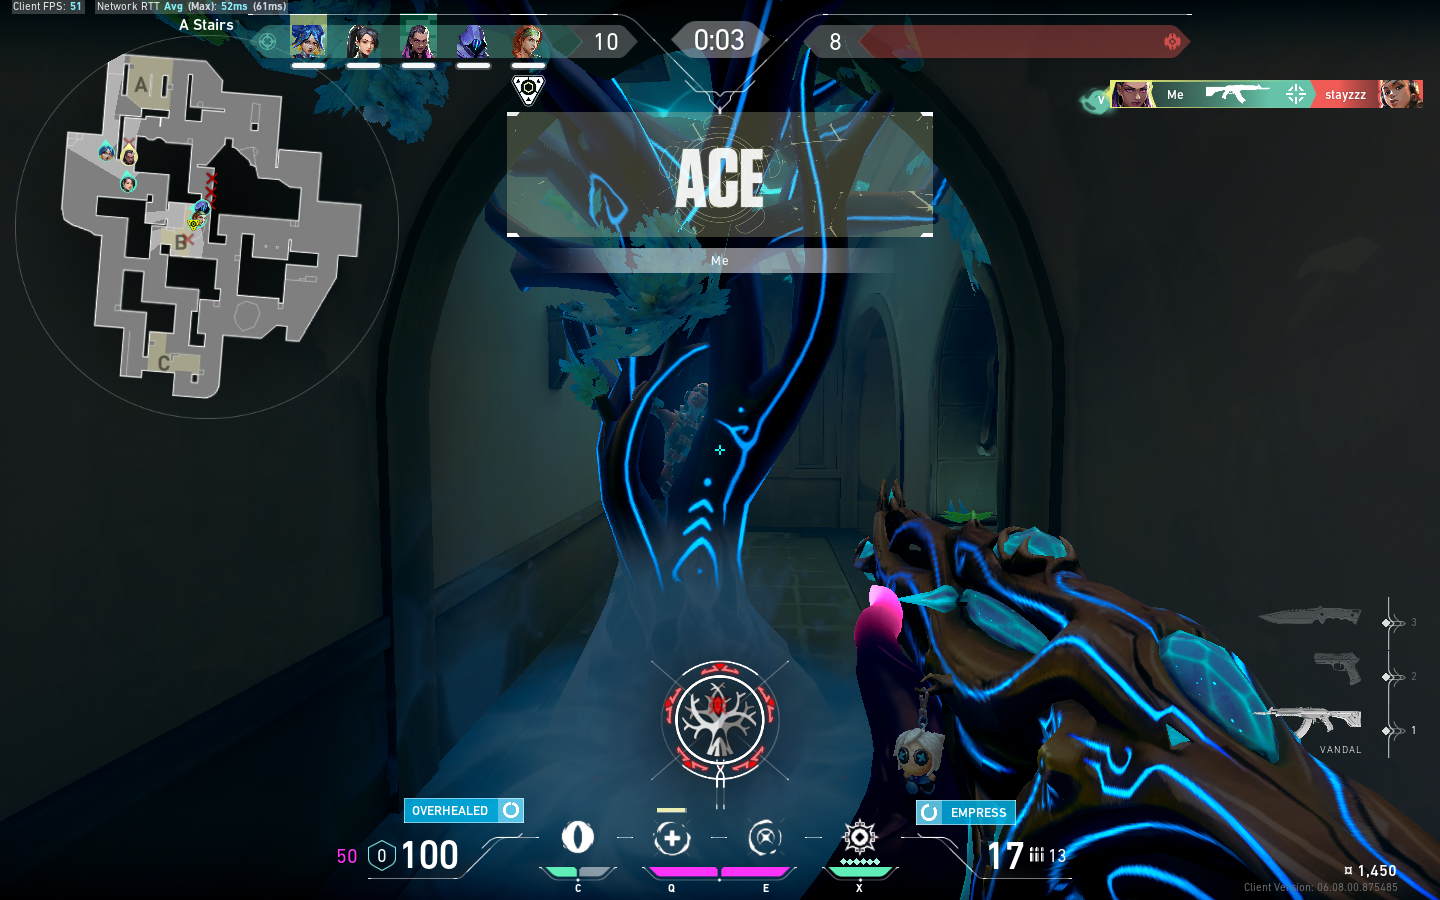 Client FPS: 51 Network RTT Avg (Max): 52ms (61ms)
A Stairs
10 0:03 8
V Me stayzzz
ACE
Me
A
B
C
3
2
1
VANDAL
OVERHEALED
EMPRESS
50 0 100
17 13
C Q E X
¤ 1,450
Client Version: 06.08.00.875485